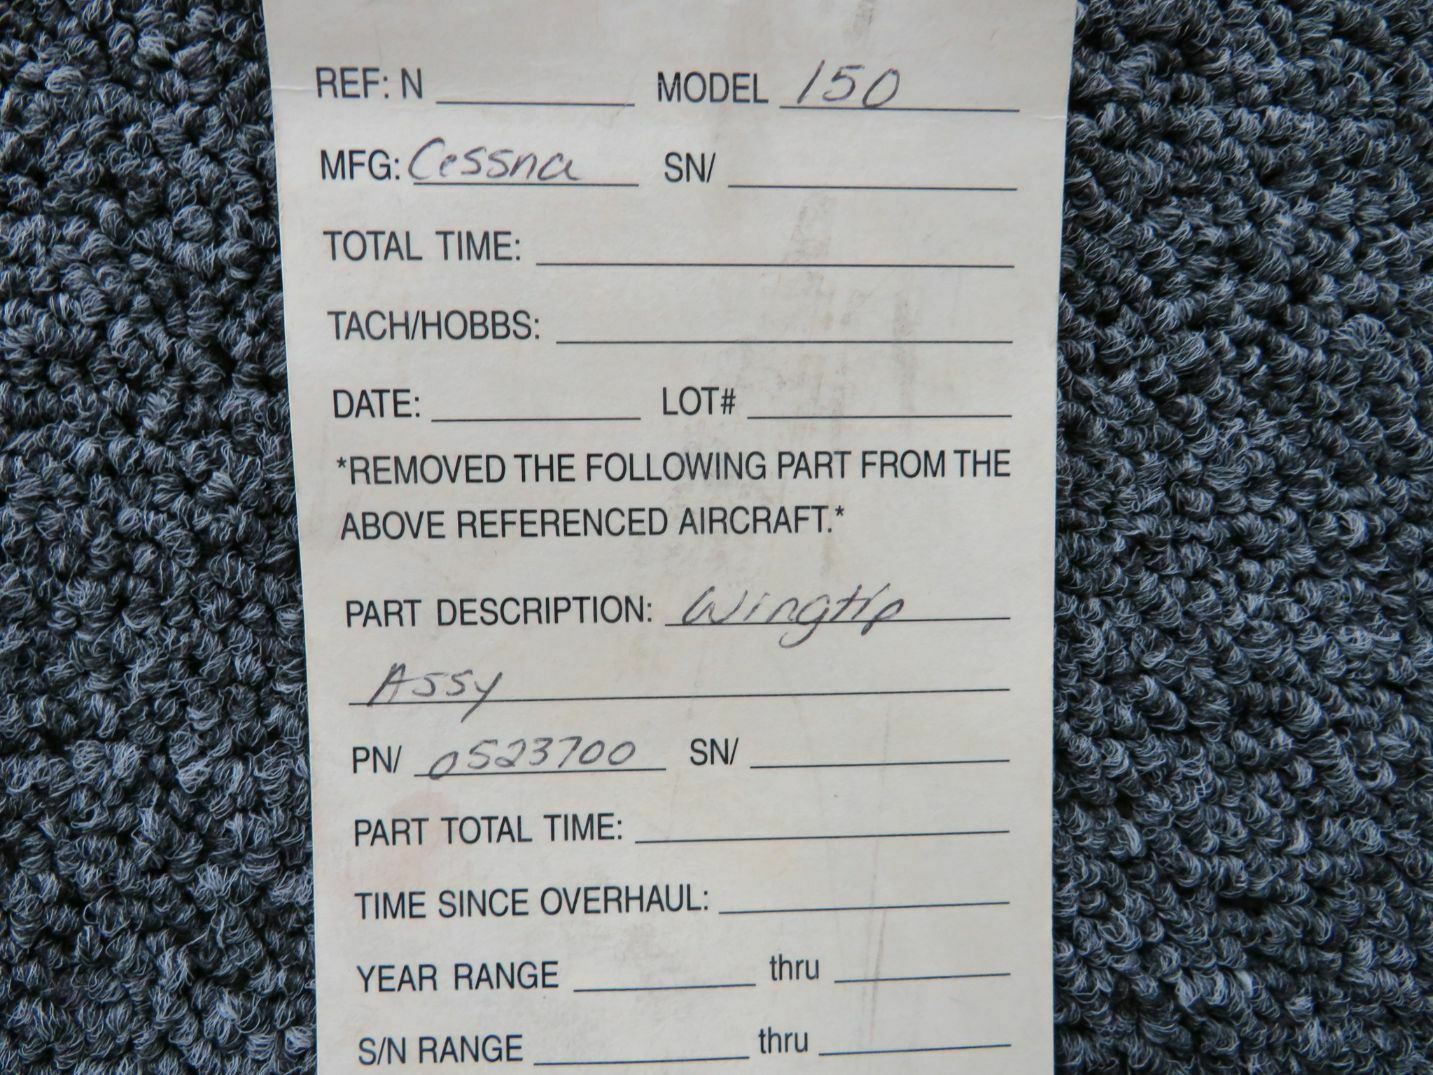 REF: N MODEL 150
MFG: Cessna SN/
TOTAL TIME:
TACH/HOBBS:
DATE: LOT#
*REMOVED THE FOLLOWING PART FROM THE
ABOVE REFERENCED AIRCRAFT.*
PART DESCRIPTION: Wingtip
Assy
PN/ 0523700 SN/
PART TOTAL TIME:
TIME SINCE OVERHAUL:
YEAR RANGE thru
S/N RANGE thru